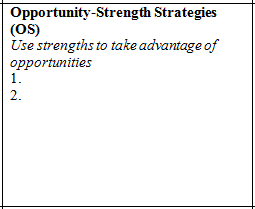 Opportunity-Strength Strategies
(OS)
Use strengths to take advantage of
opportunities
1.
2.